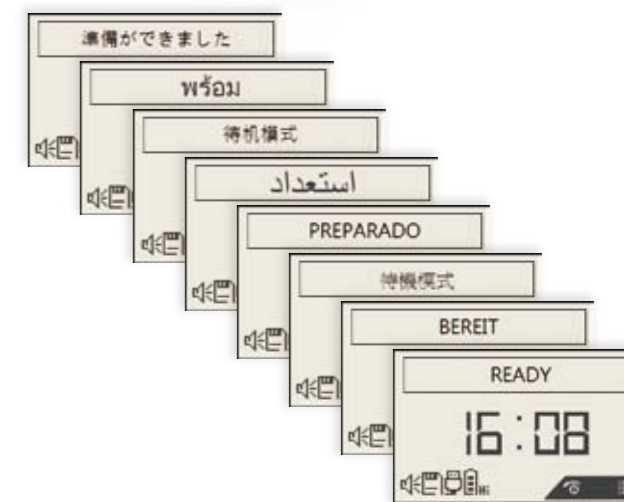 準備ができました
พร้อม
待机模式
استعداد
PREPARADO
待機模式
BEREIT
READY
16:08
Hi